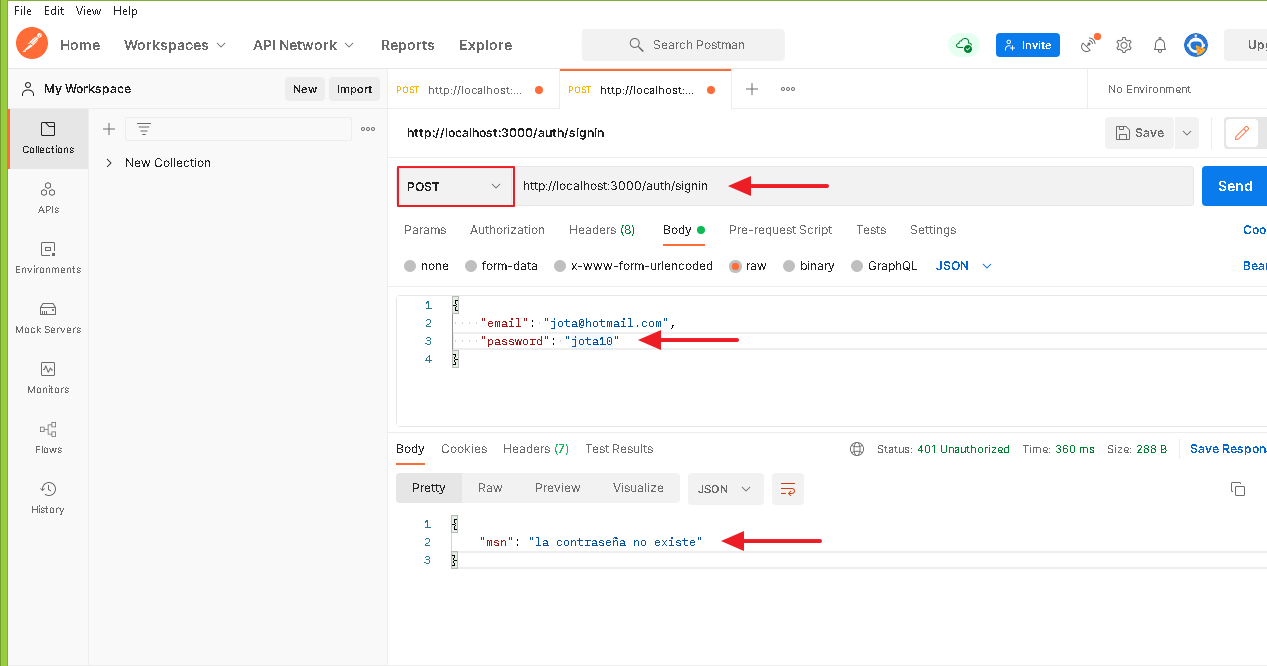 File Edit View Help
Home Workspaces API Network Reports Explore Search Postman Invite Upg
My Workspace New Import POST http://localhost:... POST http://localhost:... No Environment
Collections
APIs
Environments
Mock Servers
Monitors
Flows
History
New Collection
http://localhost:3000/auth/signin Save
POST http://localhost:3000/auth/signin Send
Params Authorization Headers (8) Body Pre-request Script Tests Settings Coo
none form-data x-www-form-urlencoded raw binary GraphQL JSON Bear
1 {
2 "email": "jota@hotmail.com",
3 "password": "jota10"
4 }
Body Cookies Headers (7) Test Results Status: 401 Unauthorized Time: 360 ms Size: 288 B Save Respon
Pretty Raw Preview Visualize JSON
1 {
2 "msn": "la contraseña no existe"
3 }